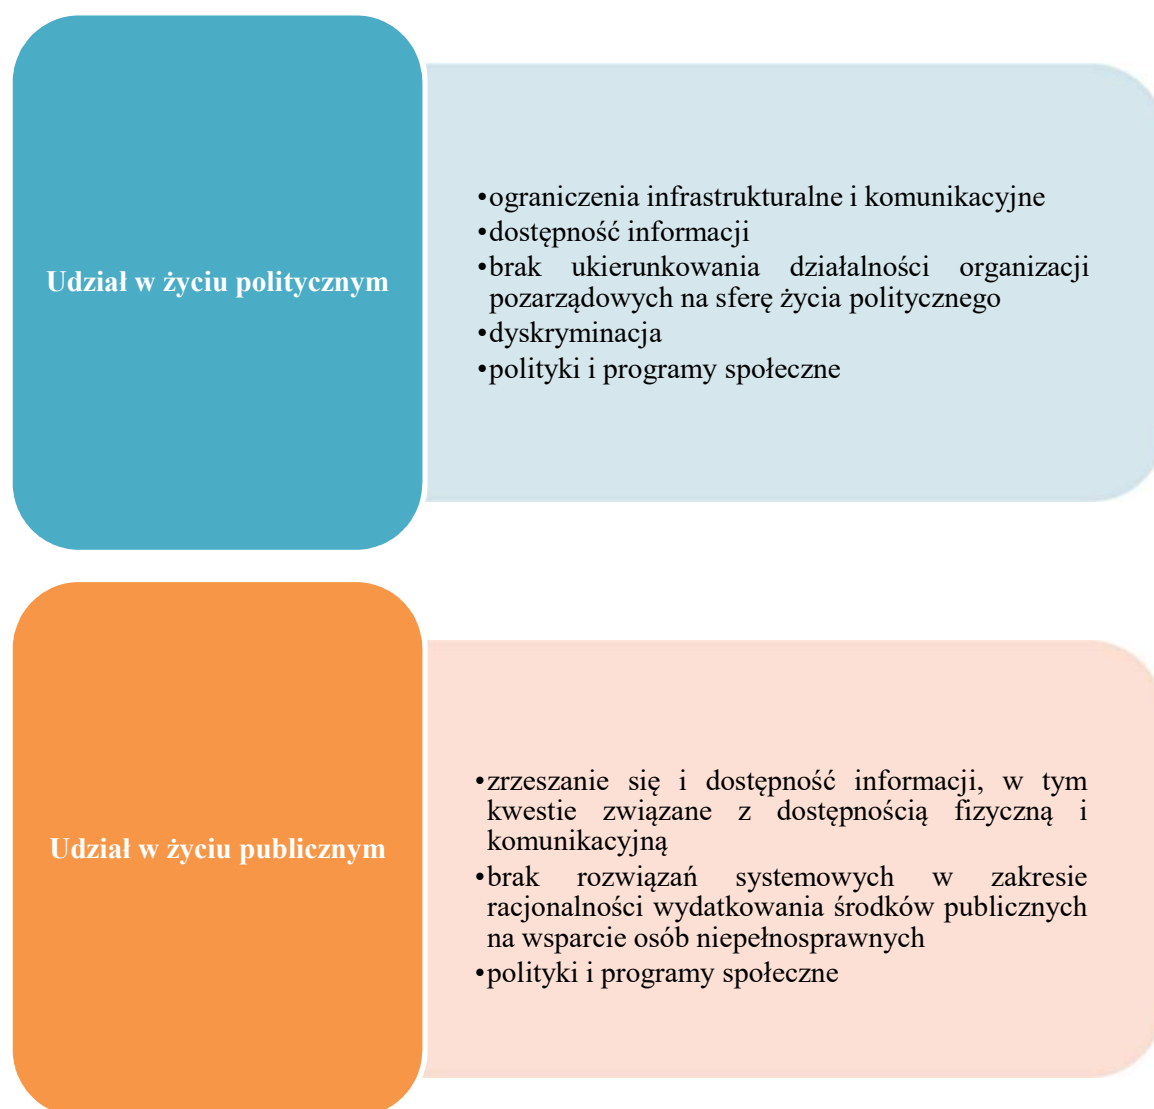 Udział w życiu politycznym
•ograniczenia infrastrukturalne i komunikacyjne
•dostępność informacji
•brak ukierunkowania działalności organizacji
pozarządowych na sferę życia politycznego
•dyskryminacja
•polityki i programy społeczne
Udział w życiu publicznym
•zrzeszanie się i dostępność informacji, w tym
kwestie związane z dostępnością fizyczną i
komunikacyjną
•brak rozwiązań systemowych w zakresie
racjonalności wydatkowania środków publicznych
na wsparcie osób niepełnosprawnych
•polityki i programy społeczne